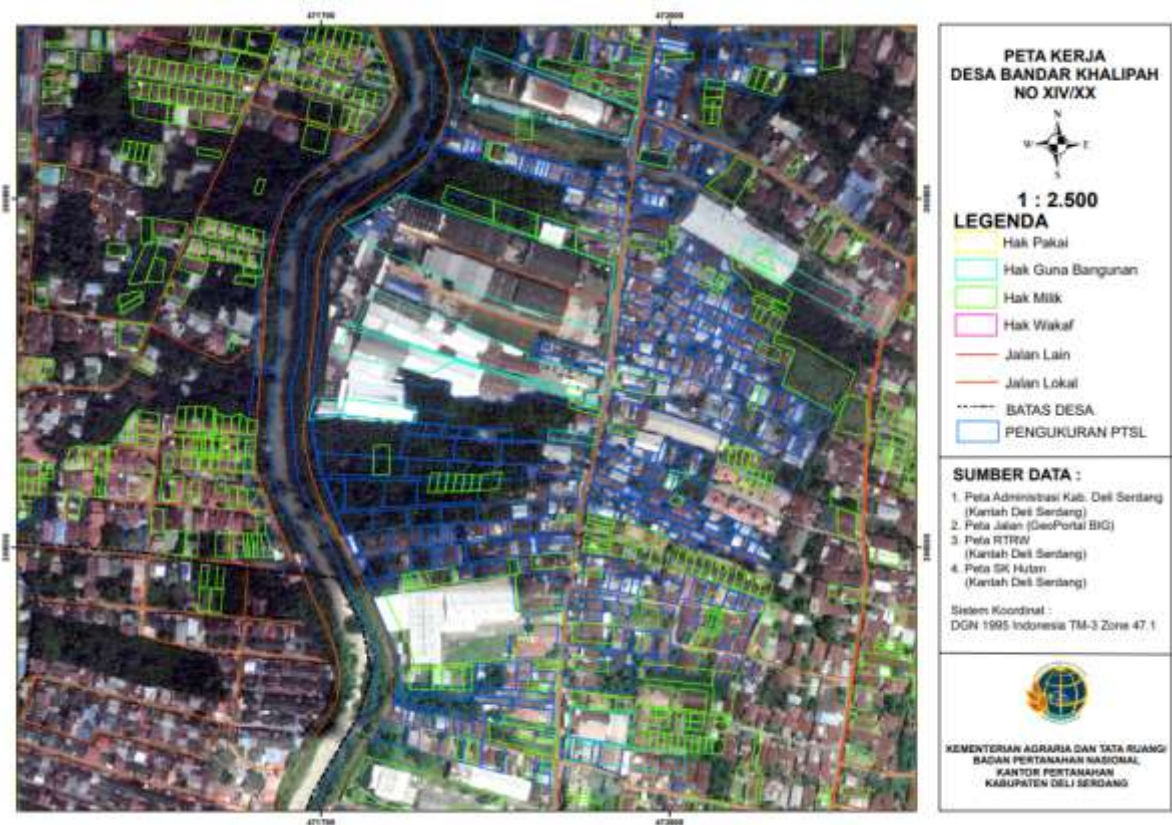 PETA KERJA
DESA BANDAR KHALIPAH
NO XIV/XX
N
W E
S
1 : 2.500
LEGENDA
Hak Pakai
Hak Guna Bangunan
Hak Milik
Hak Wakaf
Jalan Lain
Jalan Lokal
BATAS DESA
PENGUKURAN PTSL
SUMBER DATA :
1. Peta Administrasi Kab. Deli Serdang
(Kantah Deli Serdang)
2. Peta Jalan (GeoPortal BIG)
3. Peta RTRW
(Kantah Deli Serdang)
4. Peta SK Hutan
(Kantah Deli Serdang)
Sistem Koordinat :
DGN 1995 Indonesia TM-3 Zone 47.1
KEMENTERIAN AGRARIA DAN TATA RUANG/
BADAN PERTANAHAN NASIONAL
KANTOR PERTANAHAN
KABUPATEN DELI SERDANG